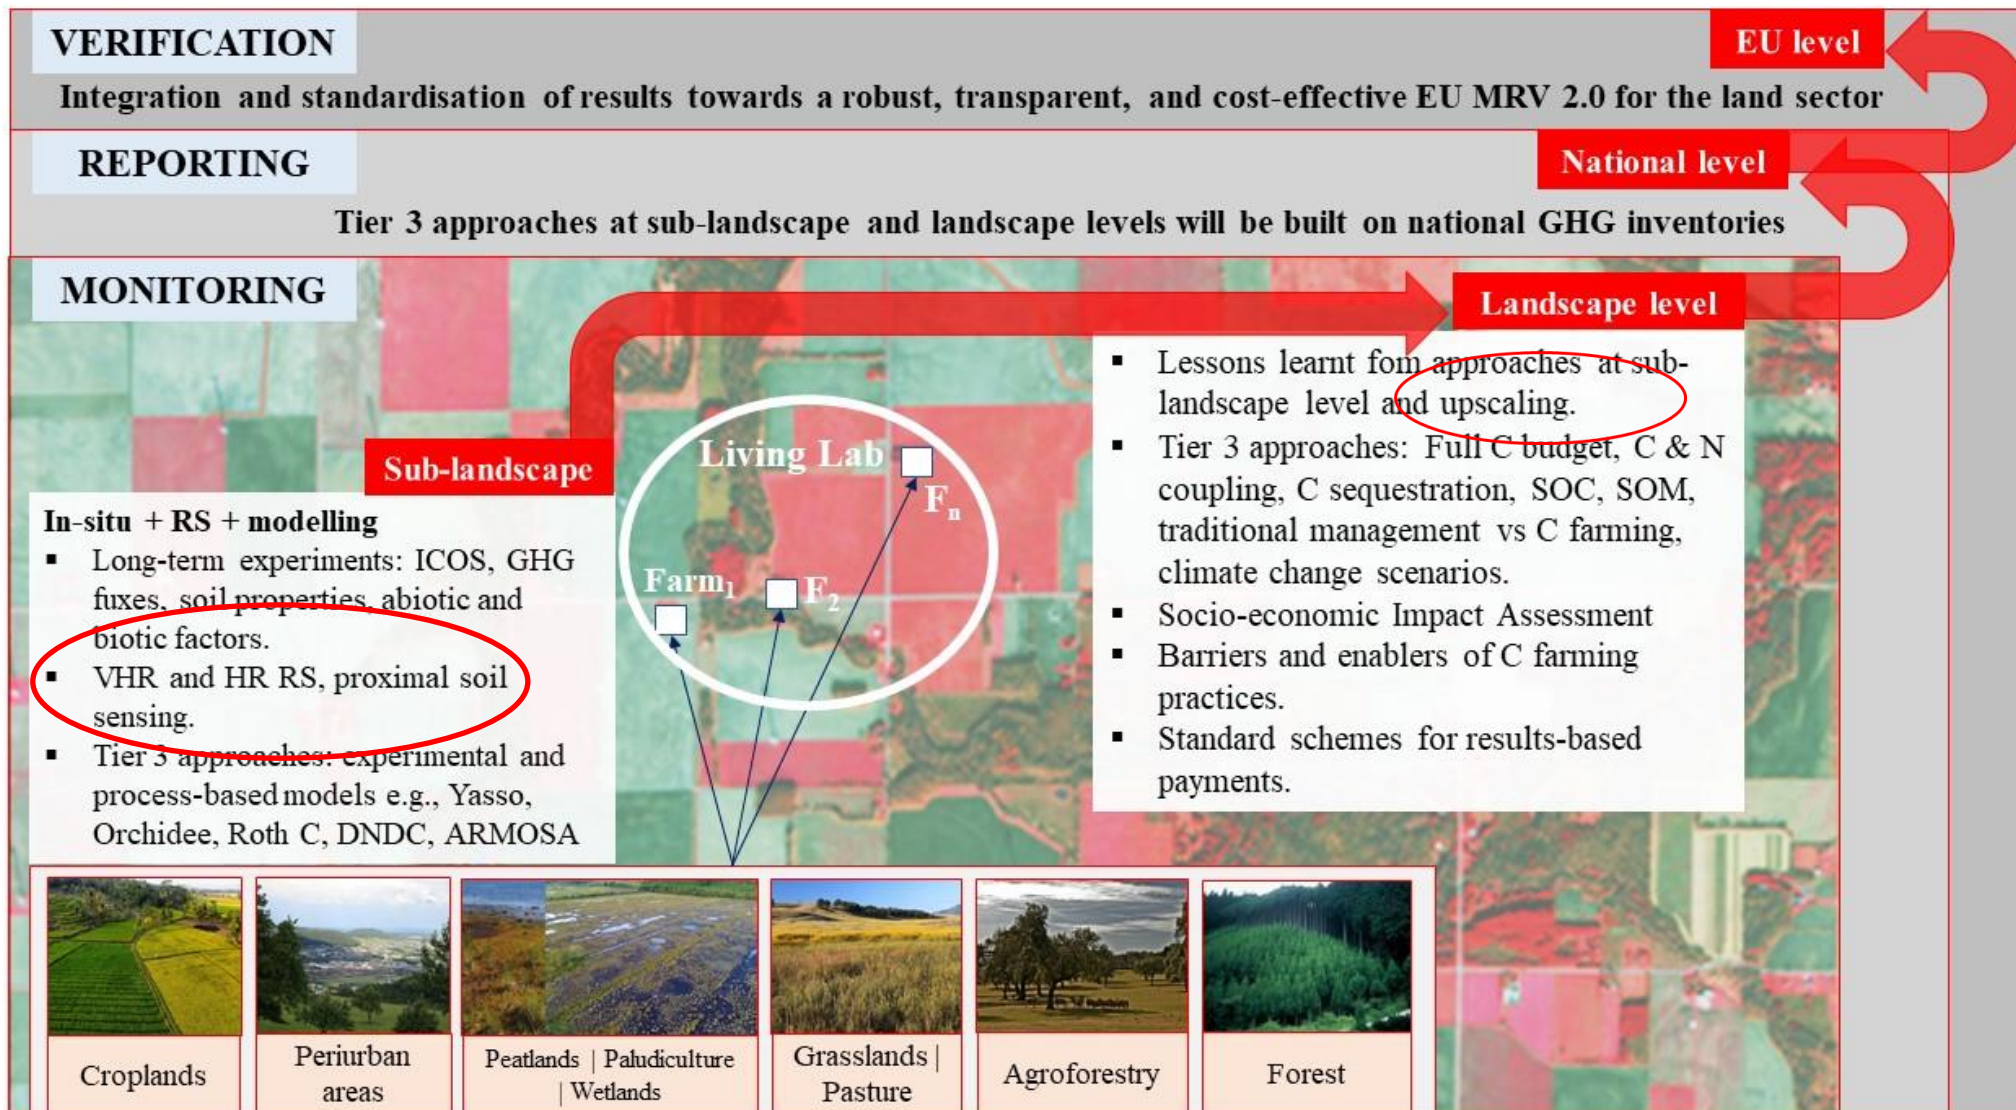 VERIFICATION
EU level
Integration and standardisation of results towards a robust, transparent, and cost-effective EU MRV 2.0 for the land sector
REPORTING
National level
Tier 3 approaches at sub-landscape and landscape levels will be built on national GHG inventories
MONITORING
Landscape level
▪ Lessons learnt fom approaches at sub-
landscape level and upscaling.
▪ Tier 3 approaches: Full C budget, C & N
coupling, C sequestration, SOC, SOM,
traditional management vs C farming,
climate change scenarios.
▪ Socio-economic Impact Assessment
▪ Barriers and enablers of C farming
practices.
▪ Standard schemes for results-based
payments.
Sub-landscape
In-situ + RS + modelling
▪ Long-term experiments: ICOS, GHG
fuxes, soil properties, abiotic and
biotic factors.
▪ VHR and HR RS, proximal soil
sensing.
▪ Tier 3 approaches: experimental and
process-based models e.g., Yasso,
Orchidee, Roth C, DNDC, ARMOSA
Living Lab
Fn
Farm1
F2
Croplands
Periurban
areas
Peatlands | Paludiculture
| Wetlands
Grasslands |
Pasture
Agroforestry
Forest